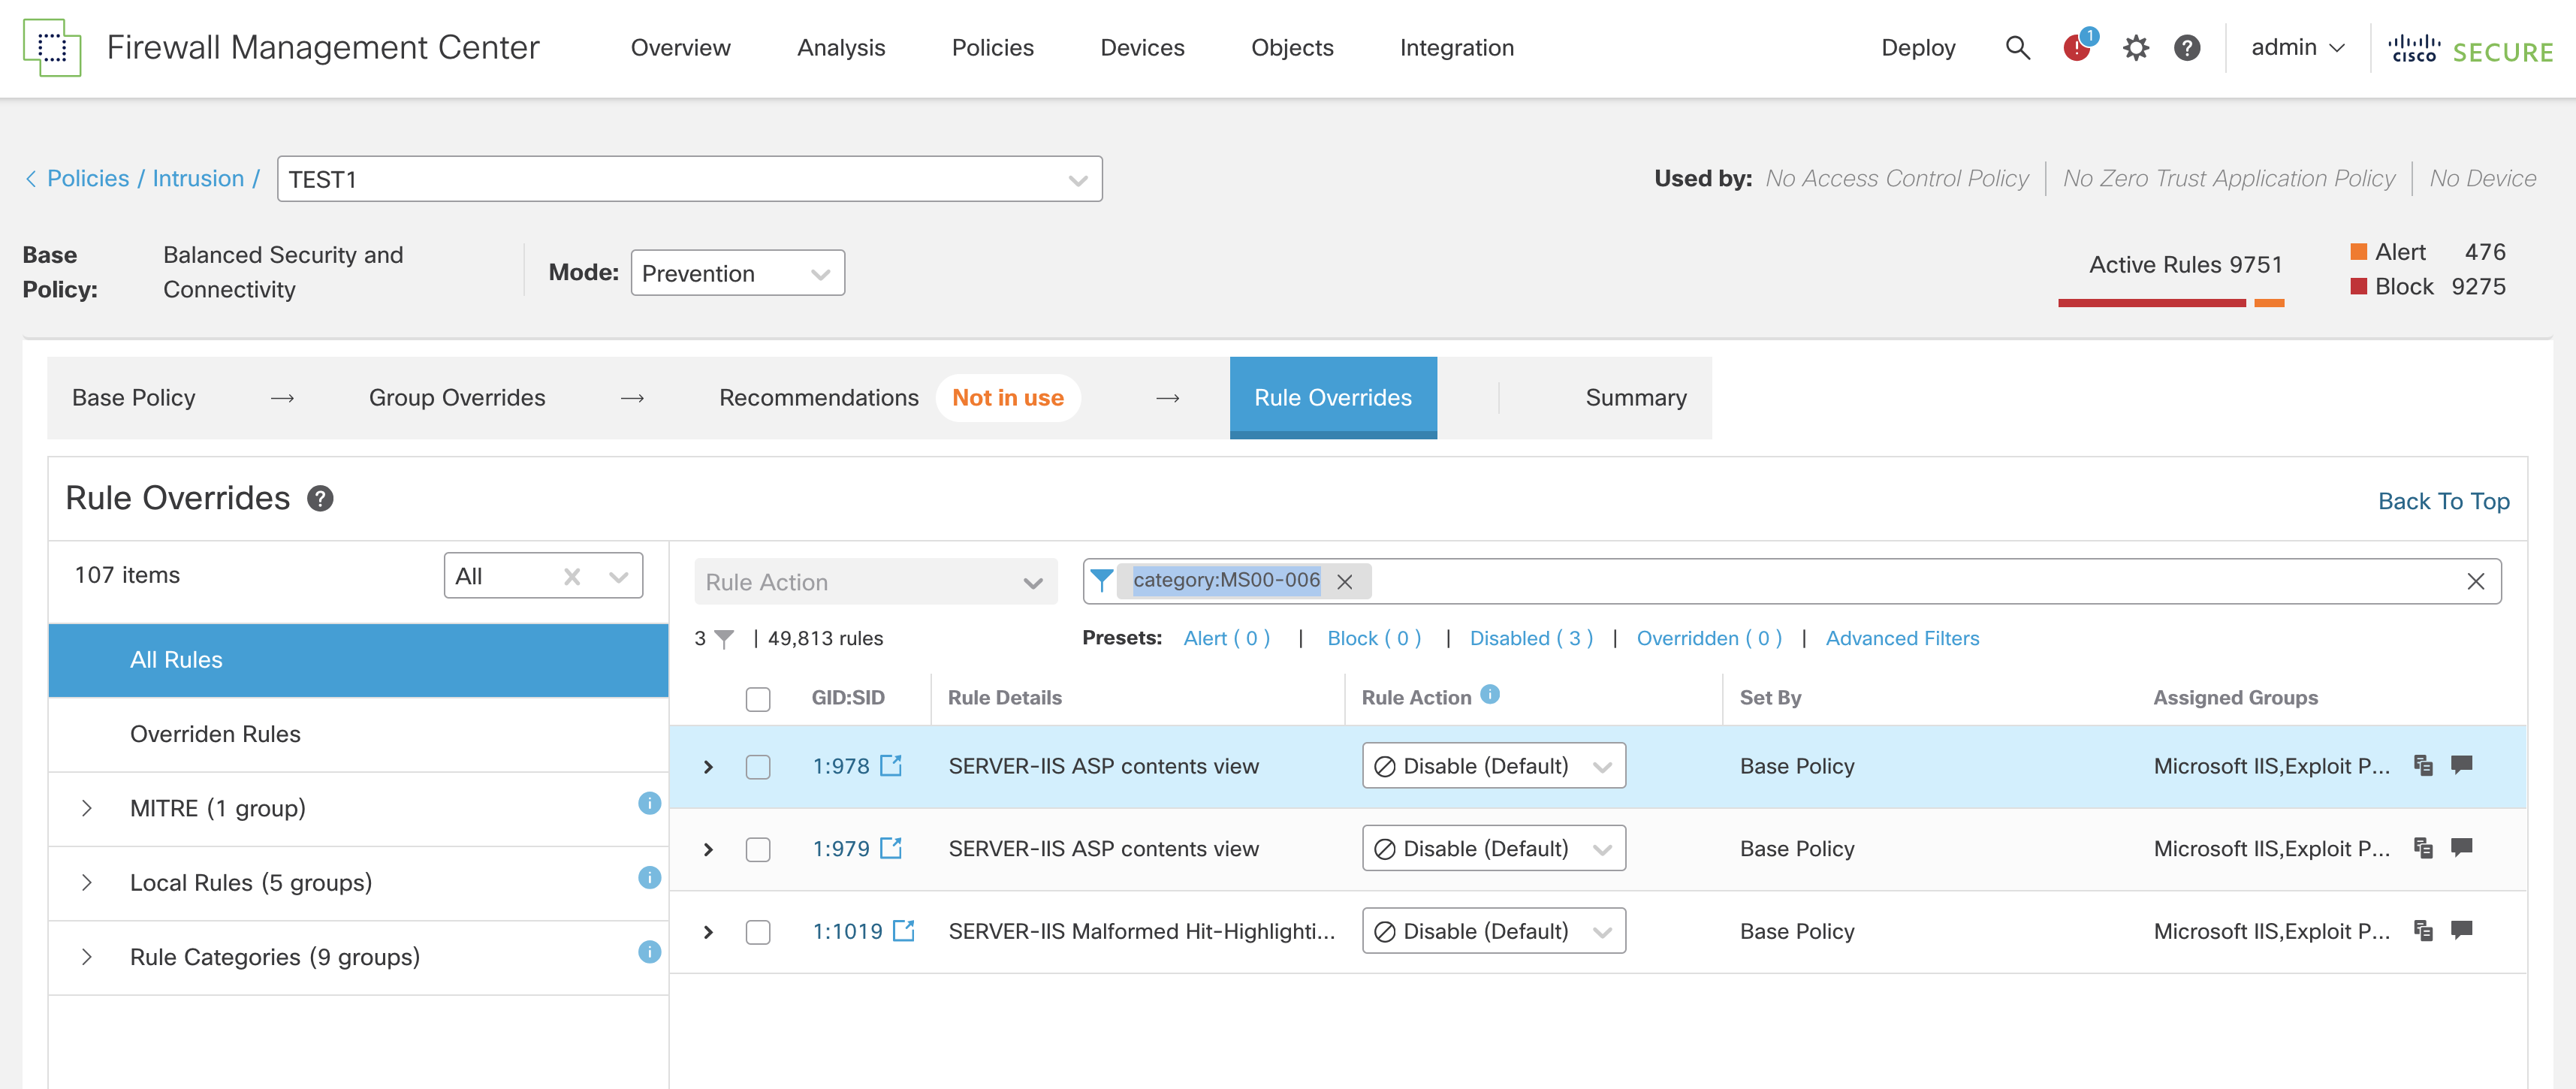 Firewall Management Center Overview Analysis Policies Devices Objects Integration Deploy 1 admin cisco SECURE
Policies / Intrusion / TEST1 Used by: No Access Control Policy No Zero Trust Application Policy No Device
Base Policy: Balanced Security and Connectivity Mode: Prevention Active Rules 9751 Alert 476
Block 9275
Base Policy → Group Overrides → Recommendations Not in use → Rule Overrides Summary
Rule Overrides ? Back To Top
107 items All
All Rules
Overriden Rules
MITRE (1 group)
Local Rules (5 groups)
Rule Categories (9 groups)
Rule Action category:MS00-006
3 | 49,813 rules Presets: Alert ( 0 ) | Block ( 0 ) | Disabled ( 3 ) | Overridden ( 0 ) | Advanced Filters
GID:SID Rule Details Rule Action Set By Assigned Groups
1:978 SERVER-IIS ASP contents view Disable (Default) Base Policy Microsoft IIS,Exploit P...
1:979 SERVER-IIS ASP contents view Disable (Default) Base Policy Microsoft IIS,Exploit P...
1:1019 SERVER-IIS Malformed Hit-Highlighti... Disable (Default) Base Policy Microsoft IIS,Exploit P...